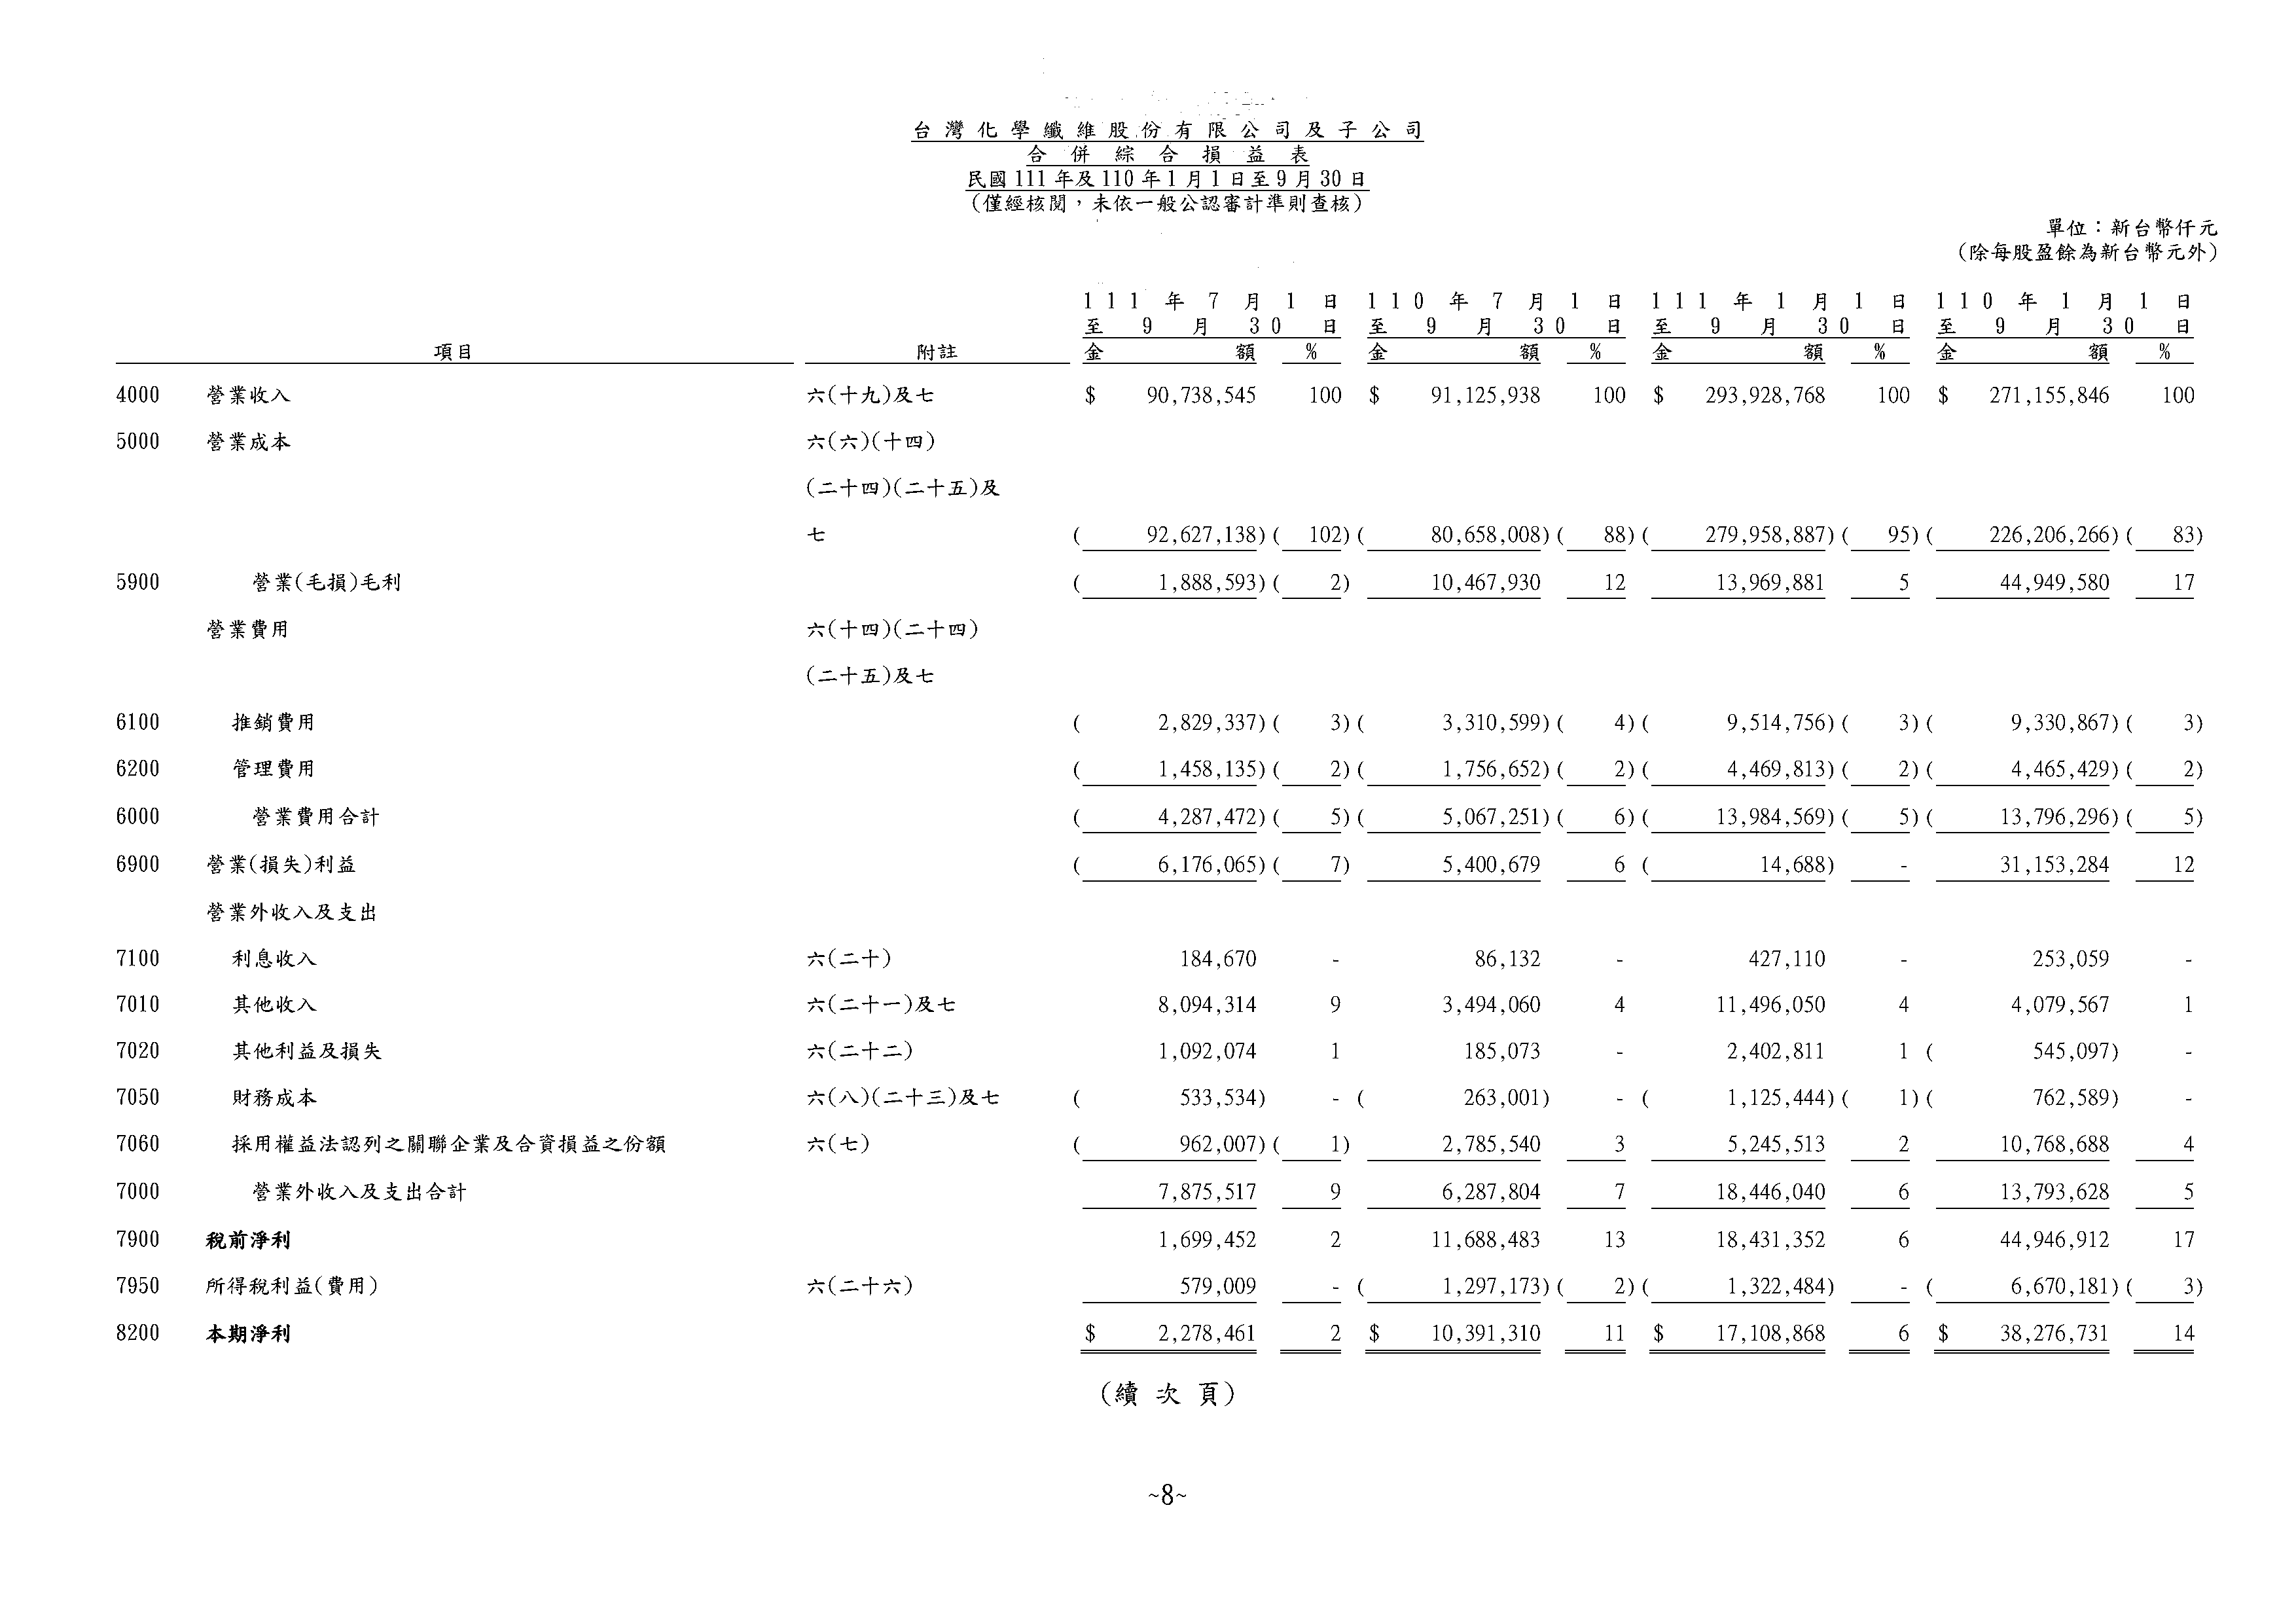 台灣化學纖維股份有限公司及子公司
合併綜合損益表
民國111年及110年1月1日至9月30日
(僅經核閱，未依一般公認審計準則查核)
單位：新台幣仟元
(除每股盈餘為新台幣元外)
111年7月1日 110年7月1日 111年1月1日 110年1月1日
至9月30日 至9月30日 至9月30日 至9月30日
項目 附註 金額 % 金額 % 金額 % 金額 %
4000 營業收入 六(十九)及七 $ 90,738,545 100 $ 91,125,938 100 $ 293,928,768 100 $ 271,155,846 100
5000 營業成本 六(六)(十四)
(二十四)(二十五)及
七 ( 92,627,138) ( 102) ( 80,658,008) ( 88) ( 279,958,887) ( 95) ( 226,206,266) ( 83)
5900 營業(毛損)毛利 ( 1,888,593) ( 2) 10,467,930 12 13,969,881 5 44,949,580 17
營業費用 六(十四)(二十四)
(二十五)及七
6100 推銷費用 ( 2,829,337) ( 3) ( 3,310,599) ( 4) ( 9,514,756) ( 3) ( 9,330,867) ( 3)
6200 管理費用 ( 1,458,135) ( 2) ( 1,756,652) ( 2) ( 4,469,813) ( 2) ( 4,465,429) ( 2)
6000 營業費用合計 ( 4,287,472) ( 5) ( 5,067,251) ( 6) ( 13,984,569) ( 5) ( 13,796,296) ( 5)
6900 營業(損失)利益 ( 6,176,065) ( 7) 5,400,679 6 ( 14,688) - 31,153,284 12
營業外收入及支出
7100 利息收入 六(二十) 184,670 - 86,132 - 427,110 - 253,059 -
7010 其他收入 六(二十一)及七 8,094,314 9 3,494,060 4 11,496,050 4 4,079,567 1
7020 其他利益及損失 六(二十二) 1,092,074 1 185,073 - 2,402,811 1 ( 545,097) -
7050 財務成本 六(八)(二十三)及七 ( 533,534) - ( 263,001) - ( 1,125,444) ( 1) ( 762,589) -
7060 採用權益法認列之關聯企業及合資損益之份額 六(七) ( 962,007) ( 1) 2,785,540 3 5,245,513 2 10,768,688 4
7000 營業外收入及支出合計 7,875,517 9 6,287,804 7 18,446,040 6 13,793,628 5
7900 稅前淨利 1,699,452 2 11,688,483 13 18,431,352 6 44,946,912 17
7950 所得稅利益(費用) 六(二十六) 579,009 - ( 1,297,173) ( 2) ( 1,322,484) - ( 6,670,181) ( 3)
8200 本期淨利 $ 2,278,461 2 $ 10,391,310 11 $ 17,108,868 6 $ 38,276,731 14
(續次頁)
~8~